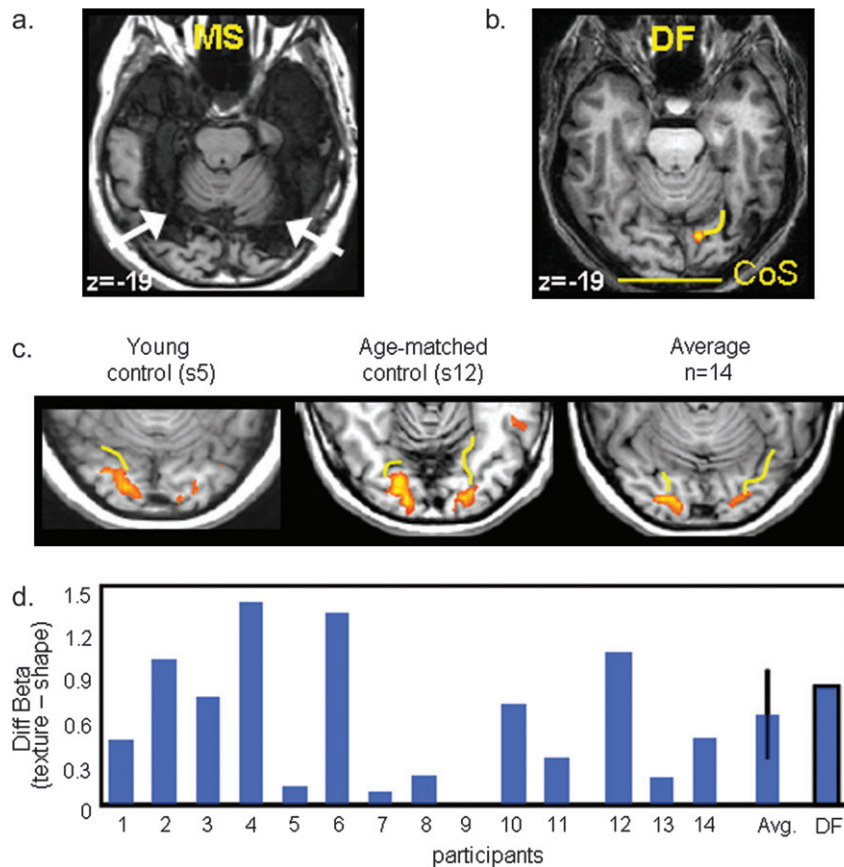 a.
MS
z=-19
b.
DF
z=-19
CoS
c.
Young
control (s5)
Age-matched
control (s12)
Average
n=14
d.
Diff Beta
(texture – shape)
1.5
1.2
0.9
0.6
0.3
0
1 2 3 4 5 6 7 8 9 10 11 12 13 14 Avg. DF
participants